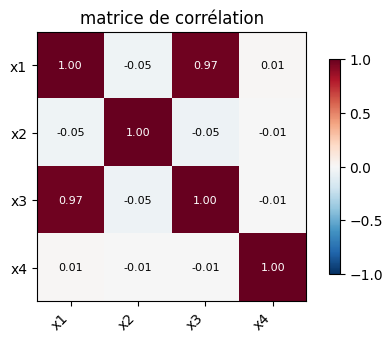 matrice de corrélation
x1 1.00 -0.05 0.97 0.01
x2 -0.05 1.00 -0.05 -0.01
x3 0.97 -0.05 1.00 -0.01
x4 0.01 -0.01 -0.01 1.00
x1 x2 x3 x4
1.0
0.5
0.0
−0.5
−1.0